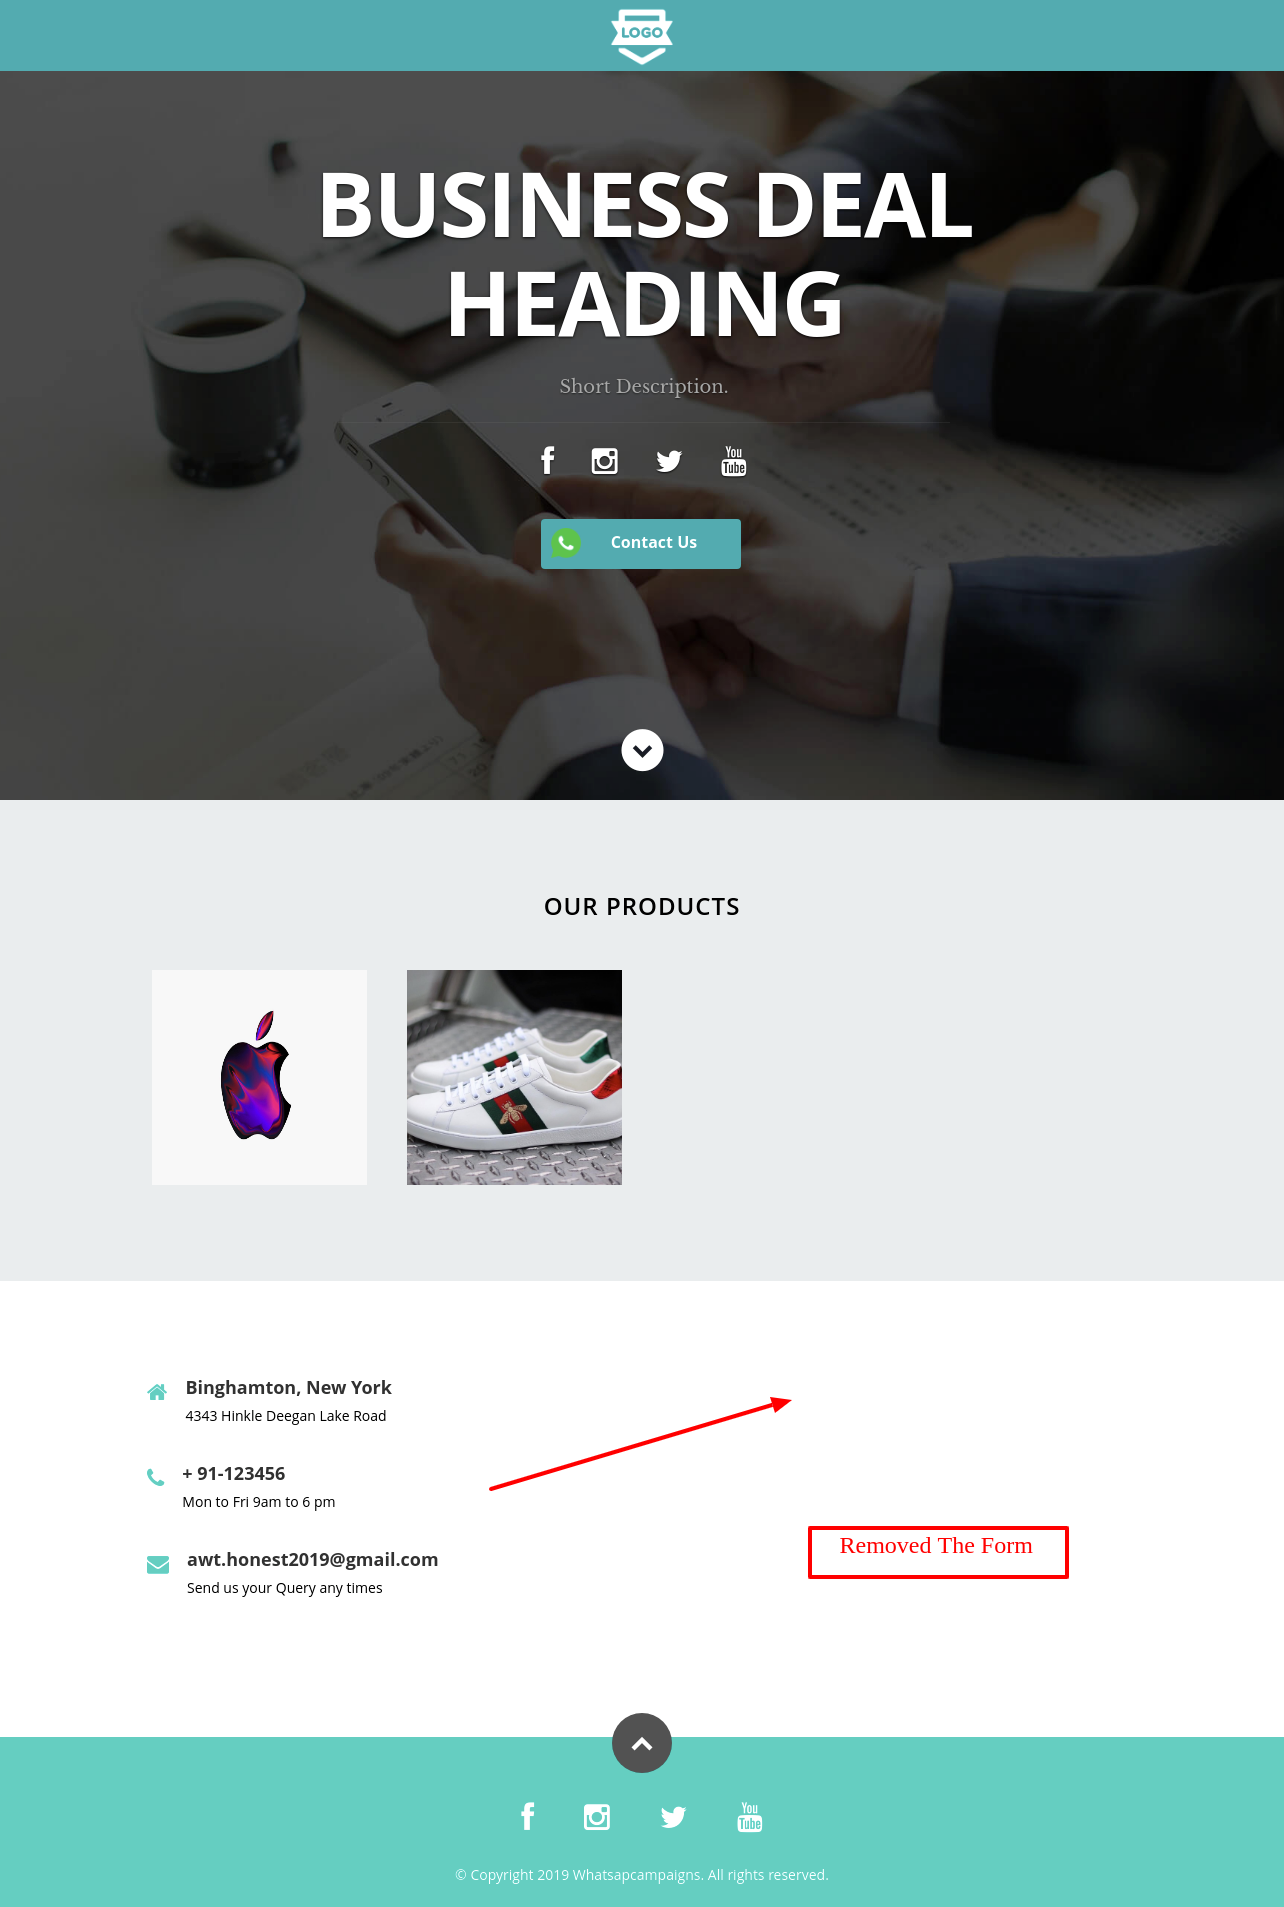 LOGO
BUSINESS DEAL
HEADING
Short Description.
You
Tube
Contact Us
OUR PRODUCTS
Binghamton, New York
4343 Hinkle Deegan Lake Road
+ 91-123456
Mon to Fri 9am to 6 pm
Removed The Form
awt.honest2019@gmail.com
Send us your Query any times
You
Tube
© Copyright 2019 Whatsapcampaigns. All rights reserved.